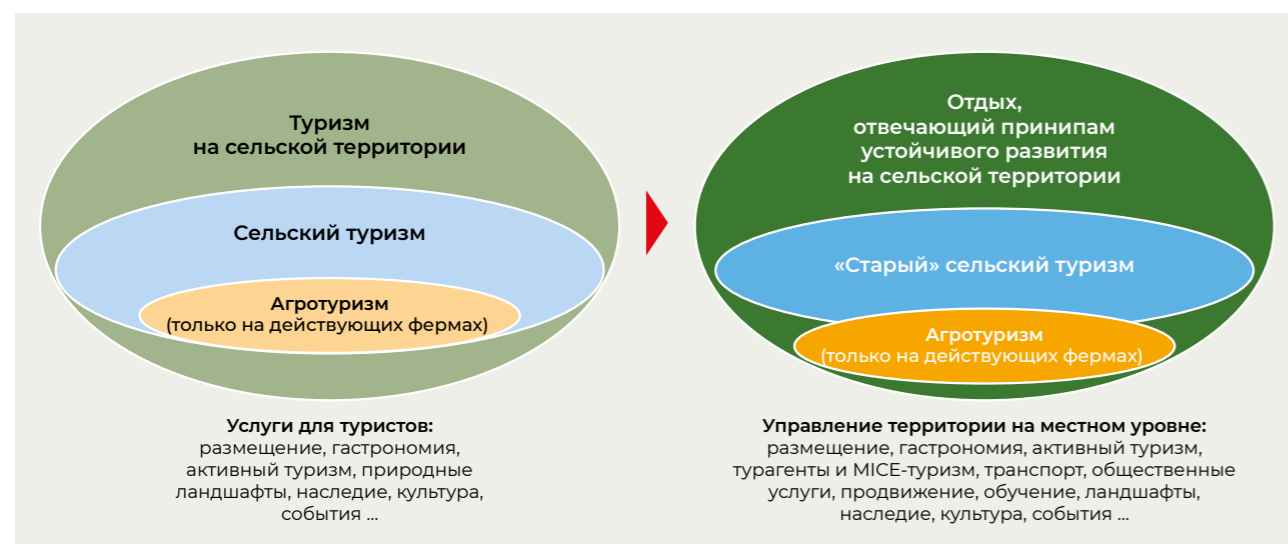 Туризм
на сельской территории
Сельский туризм
Агротуризм
(только на действующих фермах)
Услуги для туристов:
размещение, гастрономия,
активный туризм, природные
ландшафты, наследие, культура,
события ...
Отдых,
отвечающий принипам
устойчивого развития
на сельской территории
«Старый» сельский туризм
Агротуризм
(только на действующих фермах)
Управление территории на местном уровне:
размещение, гастрономия, активный туризм,
турагенты и MICE-туризм, транспорт, общественные
услуги, продвижение, обучение, ландшафты,
наследие, культура, события ...